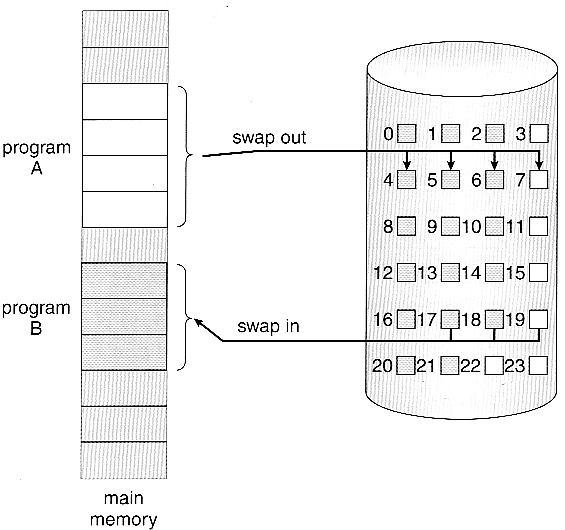 program
A
swap out
0 1 2 3
4 5 6 7
8 9 10 11
12 13 14 15
program
B
swap in
16 17 18 19
20 21 22 23
main
memory